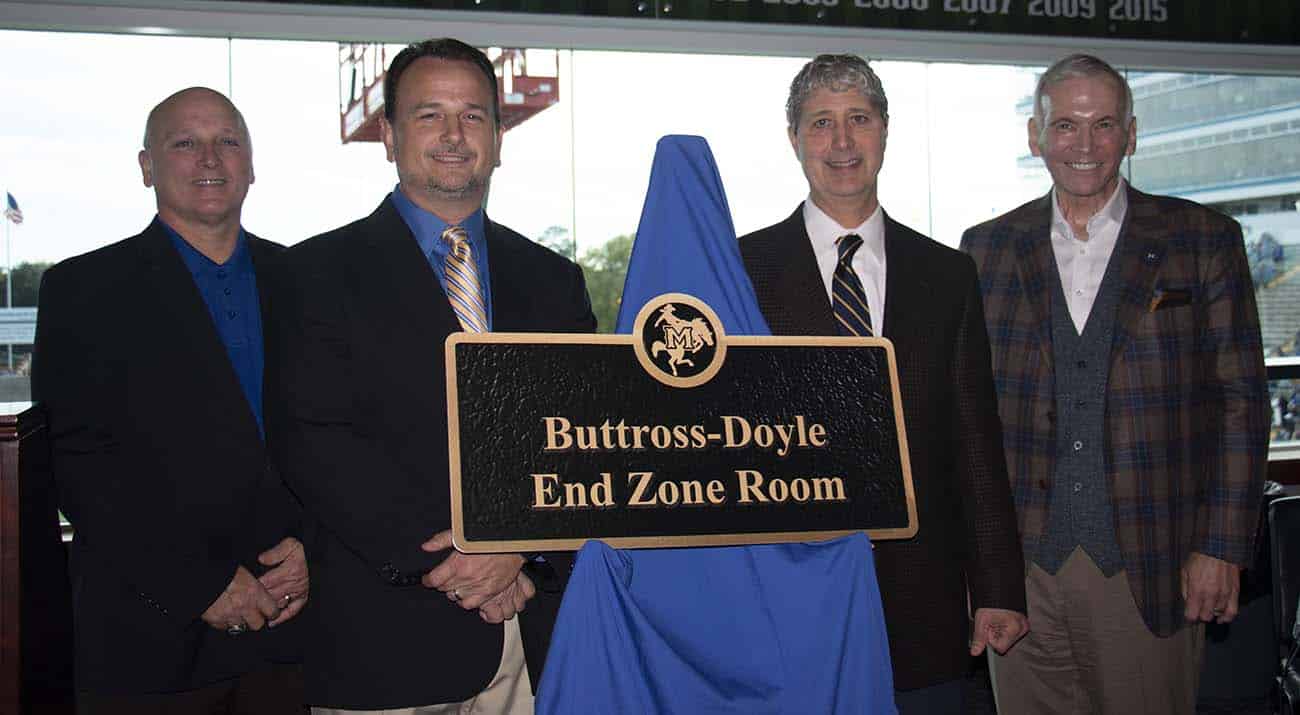 2007 2009 2015
M
Buttross-Doyle
End Zone Room